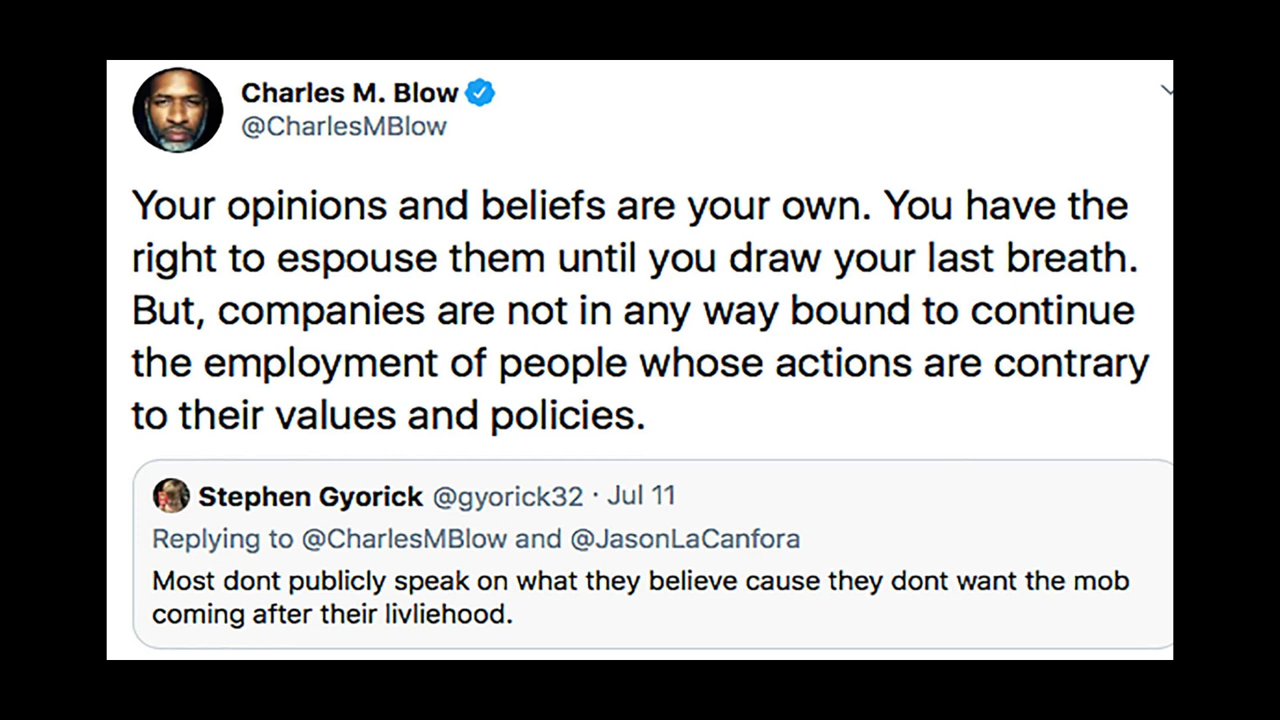 Charles M. Blow
@CharlesMBlow
Your opinions and beliefs are your own. You have the
right to espouse them until you draw your last breath.
But, companies are not in any way bound to continue
the employment of people whose actions are contrary
to their values and policies.
Stephen Gyorick @gyorick32 · Jul 11
Replying to @CharlesMBlow and @JasonLaCanfora
Most dont publicly speak on what they believe cause they dont want the mob
coming after their livliehood.